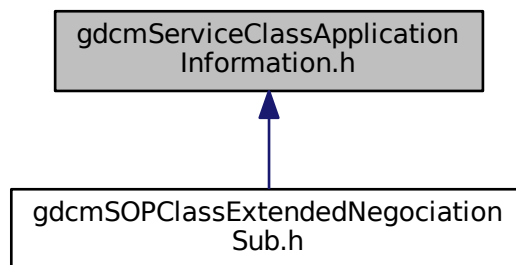 gdcmServiceClassApplication
Information.h
gdcmSOPClassExtendedNegociation
Sub.h